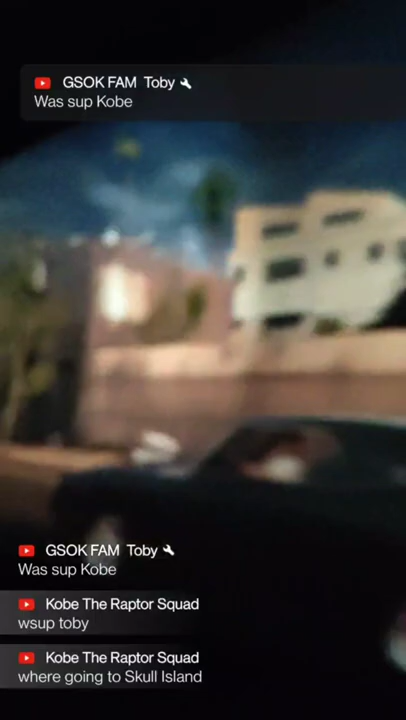 GSOK FAM Toby
Was sup Kobe
GSOK FAM Toby
Was sup Kobe
Kobe The Raptor Squad
wsup toby
Kobe The Raptor Squad
where going to Skull Island